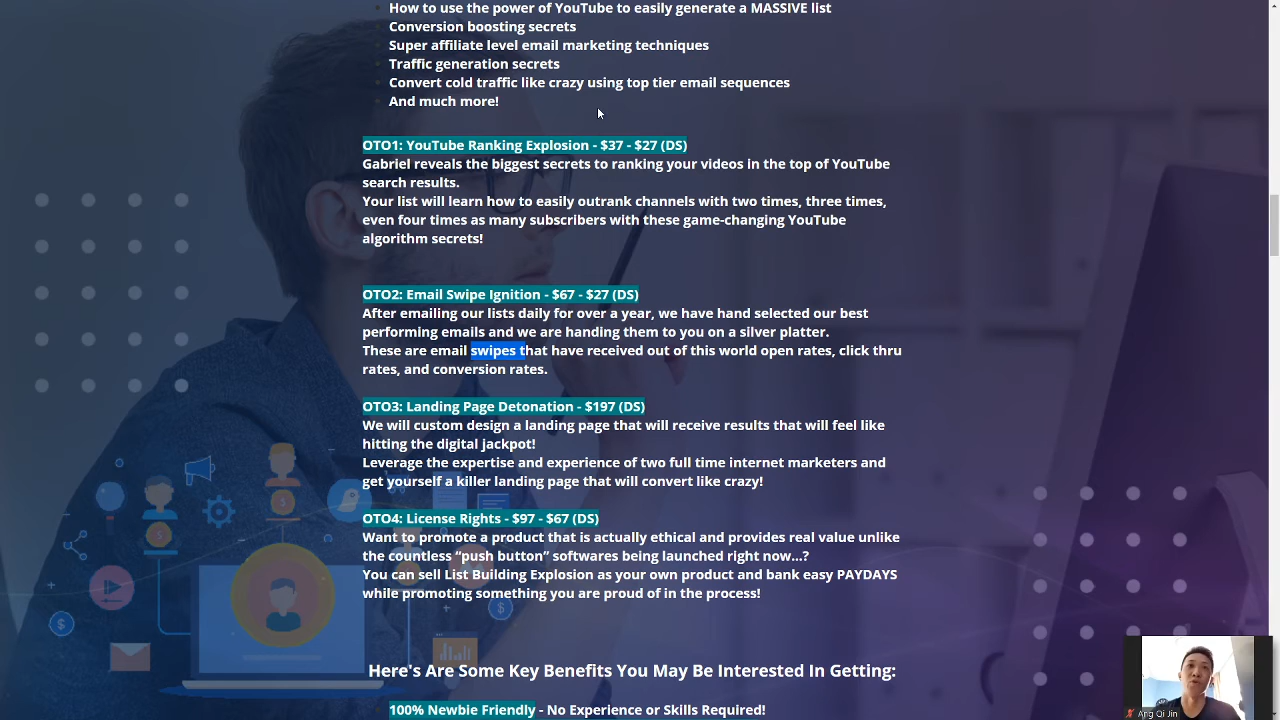 How to use the power of YouTube to easily generate a MASSIVE list
Conversion boosting secrets
Super affiliate level email marketing techniques
Traffic generation secrets
Convert cold traffic like crazy using top tier email sequences
And much more!
OTO1: YouTube Ranking Explosion - $37 - $27 (DS)
Gabriel reveals the biggest secrets to ranking your videos in the top of YouTube
search results.
Your list will learn how to easily outrank channels with two times, three times,
even four times as many subscribers with these game-changing YouTube
algorithm secrets!
OTO2: Email Swipe Ignition - $67 - $27 (DS)
After emailing our lists daily for over a year, we have hand selected our best
performing emails and we are handing them to you on a silver platter.
These are email swipes that have received out of this world open rates, click thru
rates, and conversion rates.
OTO3: Landing Page Detonation - $197 (DS)
We will custom design a landing page that will receive results that will feel like
hitting the digital jackpot!
Leverage the expertise and experience of two full time internet marketers and
get yourself a killer landing page that will convert like crazy!
OTO4: License Rights - $97 - $67 (DS)
Want to promote a product that is actually ethical and provides real value unlike
the countless “push button” softwares being launched right now...?
You can sell List Building Explosion as your own product and bank easy PAYDAYS
while promoting something you are proud of in the process!
Here's Are Some Key Benefits You May Be Interested In Getting:
100% Newbie Friendly - No Experience or Skills Required!
Ang Qi Jin